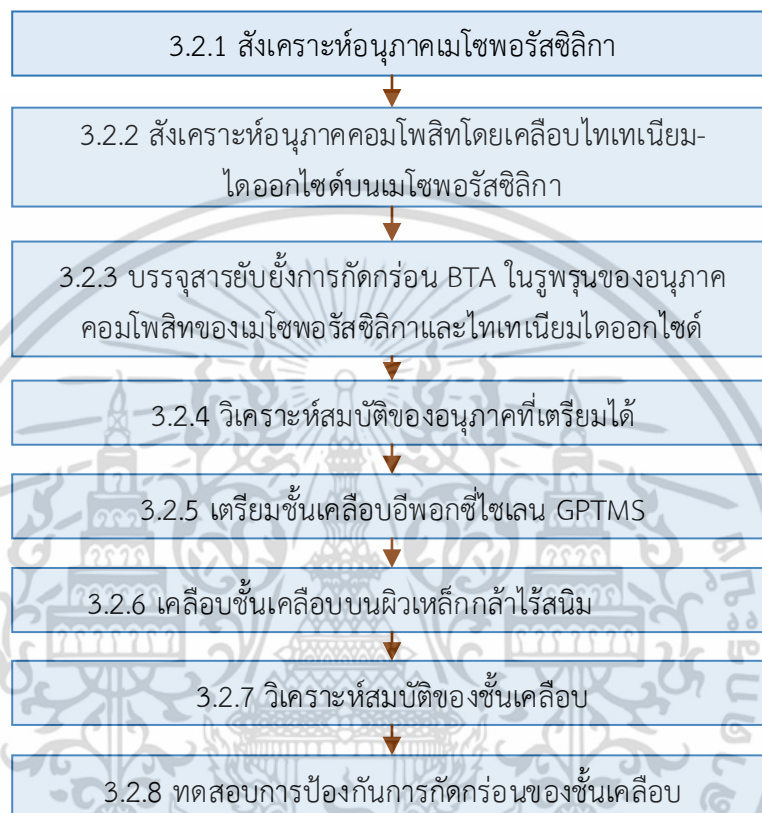 3.2.1 สังเคราะห์อนุภาคเมโซพอรัสซิลิกา
3.2.2 สังเคราะห์อนุภาคคอมโพสิทโดยเคลือบไทเทเนียม-
ไดออกไซด์บนเมโซพอรัสซิลิกา
3.2.3 บรรจุสารยับยั้งการกัดกร่อน BTA ในรูพรุนของอนุภาค
คอมโพสิทของเมโซพอรัสซิลิกาและไทเทเนียมไดออกไซด์
3.2.4 วิเคราะห์สมบัติของอนุภาคที่เตรียมได้
3.2.5 เตรียมชั้นเคลือบอีพอกซีไซเลน GPTMS
3.2.6 เคลือบชั้นเคลือบบนผิวเหล็กกล้าไร้สนิม
3.2.7 วิเคราะห์สมบัติของชั้นเคลือบ
3.2.8 ทดสอบการป้องกันการกัดกร่อนของชั้นเคลือบ